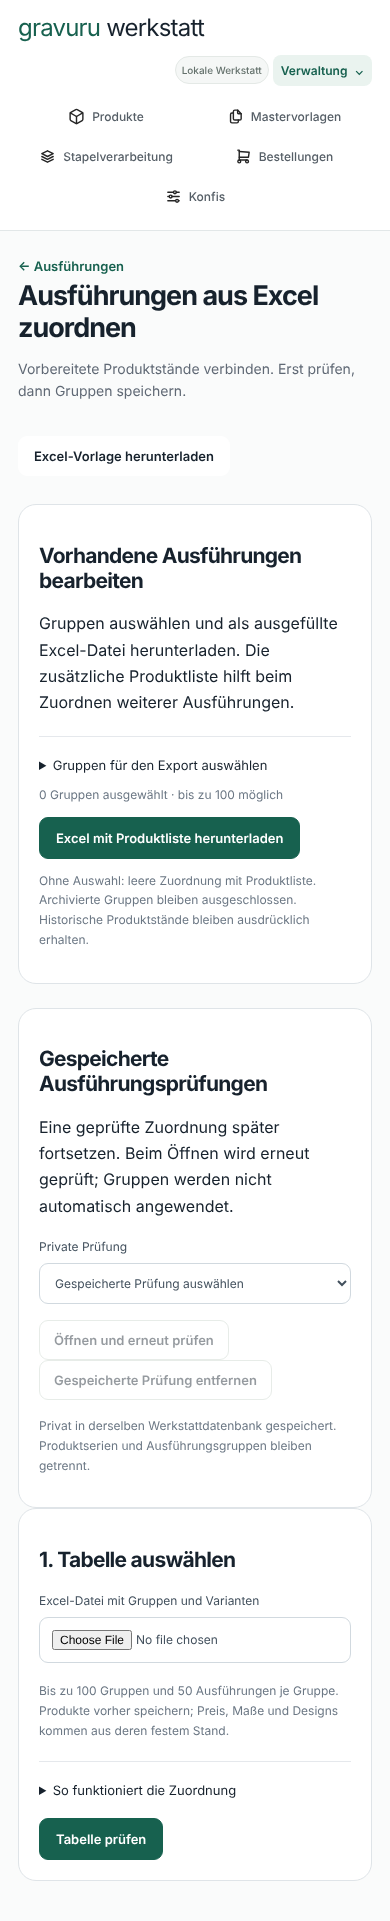 gravuru werkstatt
Lokale Werkstatt
Verwaltung
Produkte
Mastervorlagen
Stapelverarbeitung
Bestellungen
Konfis
← Ausführungen
Ausführungen aus Excel
zuordnen
Vorbereitete Produktstände verbinden. Erst prüfen,
dann Gruppen speichern.
Excel-Vorlage herunterladen
Vorhandene Ausführungen
bearbeiten
Gruppen auswählen und als ausgefüllte
Excel-Datei herunterladen. Die
zusätzliche Produktliste hilft beim
Zuordnen weiterer Ausführungen.
Gruppen für den Export auswählen
0 Gruppen ausgewählt · bis zu 100 möglich
Excel mit Produktliste herunterladen
Ohne Auswahl: leere Zuordnung mit Produktliste.
Archivierte Gruppen bleiben ausgeschlossen.
Historische Produktstände bleiben ausdrücklich
erhalten.
Gespeicherte
Ausführungsprüfungen
Eine geprüfte Zuordnung später
fortsetzen. Beim Öffnen wird erneut
geprüft; Gruppen werden nicht
automatisch angewendet.
Private Prüfung
Gespeicherte Prüfung auswählen
Öffnen und erneut prüfen
Gespeicherte Prüfung entfernen
Privat in derselben Werkstattdatenbank gespeichert.
Produktserien und Ausführungsgruppen bleiben
getrennt.
1. Tabelle auswählen
Excel-Datei mit Gruppen und Varianten
Choose File No file chosen
Bis zu 100 Gruppen und 50 Ausführungen je Gruppe.
Produkte vorher speichern; Preis, Maße und Designs
kommen aus deren festem Stand.
So funktioniert die Zuordnung
Tabelle prüfen